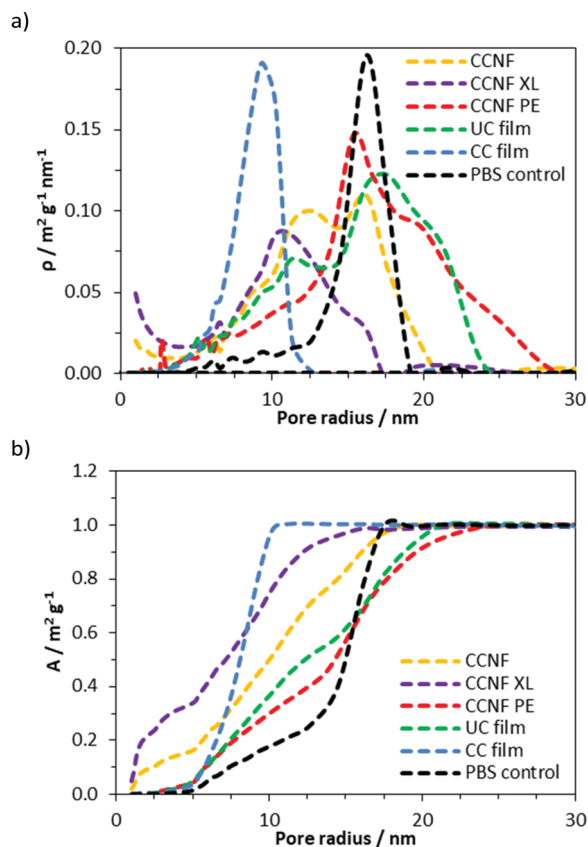 a)
0.20
0.15
0.10
0.05
0.00
ρ / m² g⁻¹ nm⁻¹
CCNF
CCNF XL
CCNF PE
UC film
CC film
PBS control
0 10 20 30
Pore radius / nm
b)
1.2
1.0
0.8
0.6
0.4
0.2
0.0
A / m² g⁻¹
CCNF
CCNF XL
CCNF PE
UC film
CC film
PBS control
0 10 20 30
Pore radius / nm